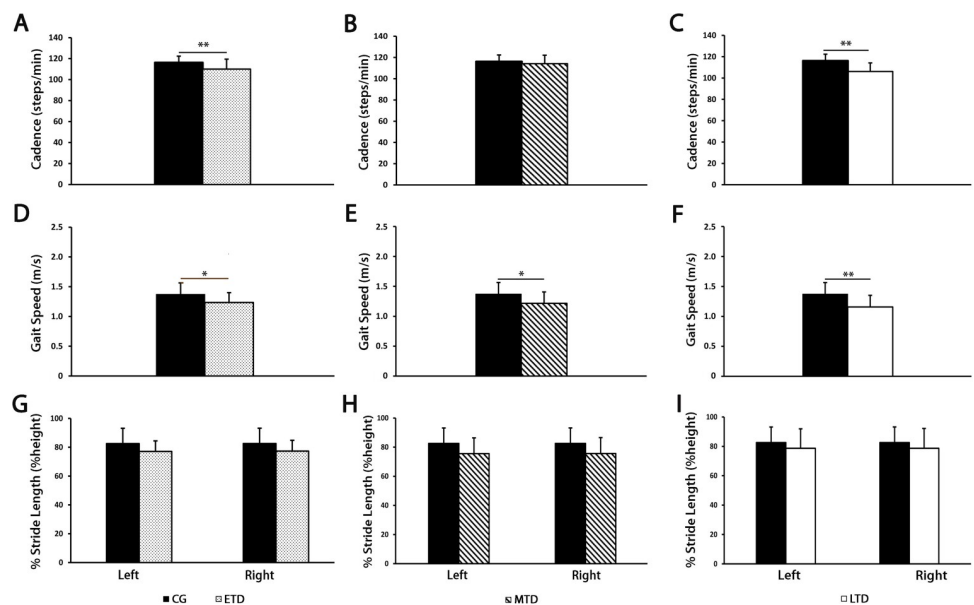 A
Cadence (steps/min)
140
120
100
80
60
40
20
0
**
B
Cadence (steps/min)
140
120
100
80
60
40
20
0
C
Cadence (steps/min)
140
120
100
80
60
40
20
0
**
D
Gait Speed (m/s)
2.5
2.0
1.5
1.0
0.5
0
*
E
Gait Speed (m/s)
2.5
2.0
1.5
1.0
0.5
0
*
F
Gait Speed (m/s)
2.5
2.0
1.5
1.0
0.5
0
**
G
% Stride Length (%height)
100
80
60
40
20
0
Left Right
H
% Stride Length (%height)
100
80
60
40
20
0
Left Right
I
% Stride Length (%height)
100
80
60
40
20
0
Left Right
CG ETD MTD LTD